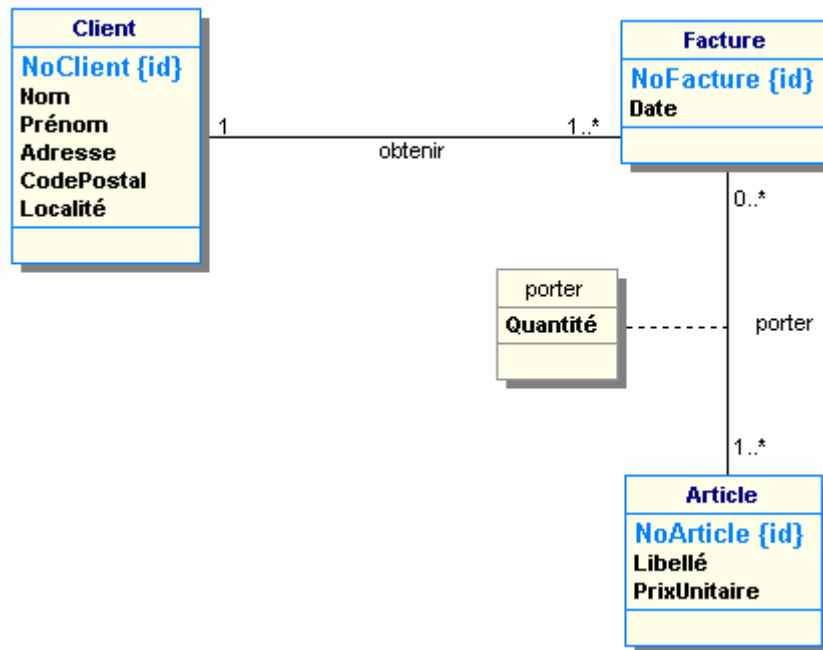 Client
NoClient {id}
Nom
Prénom
Adresse
CodePostal
Localité
1
obtenir
1..*
Facture
NoFacture {id}
Date
0..*
porter
Quantité
porter
1..*
Article
NoArticle {id}
Libellé
PrixUnitaire